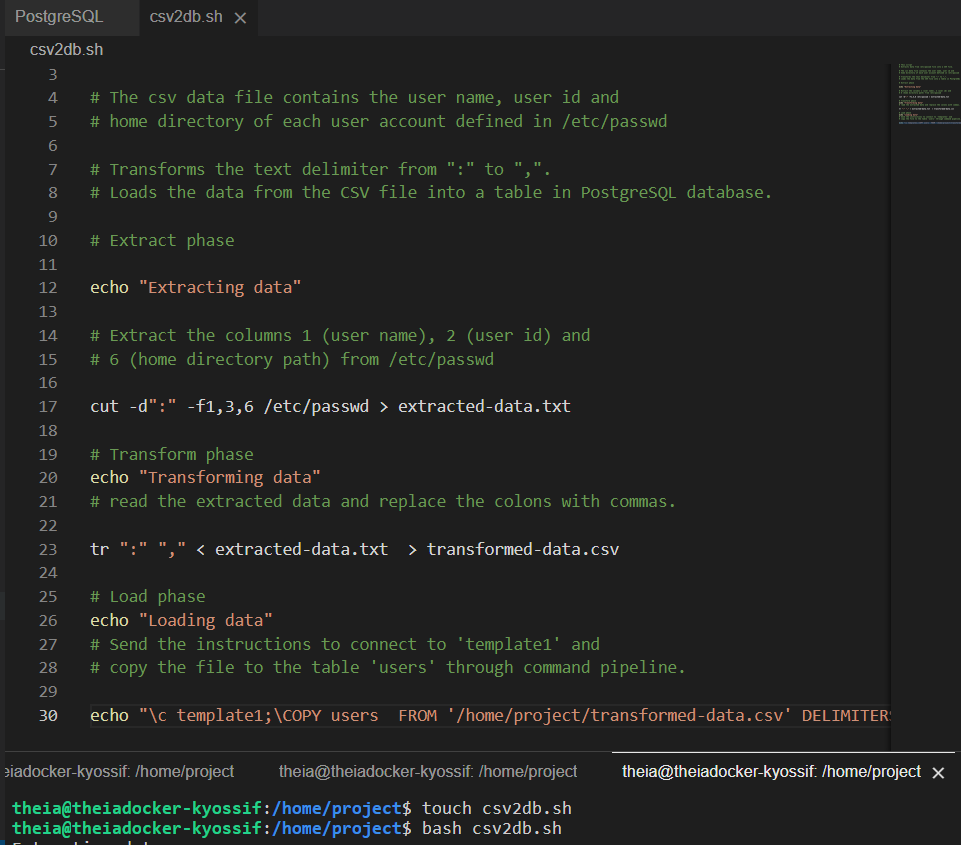 PostgreSQL
csv2db.sh
csv2db.sh
3
4 # The csv data file contains the user name, user id and
5 # home directory of each user account defined in /etc/passwd
6
7 # Transforms the text delimiter from ":" to ",".
8 # Loads the data from the CSV file into a table in PostgreSQL database.
9
10 # Extract phase
11
12 echo "Extracting data"
13
14 # Extract the columns 1 (user name), 2 (user id) and
15 # 6 (home directory path) from /etc/passwd
16
17 cut -d":" -f1,3,6 /etc/passwd > extracted-data.txt
18
19 # Transform phase
20 echo "Transforming data"
21 # read the extracted data and replace the colons with commas.
22
23 tr ":" "," < extracted-data.txt  > transformed-data.csv
24
25 # Load phase
26 echo "Loading data"
27 # Send the instructions to connect to 'template1' and
28 # copy the file to the table 'users' through command pipeline.
29
30 echo "\c template1;\COPY users  FROM '/home/project/transformed-data.csv' DELIMITERS
eiadocker-kyossif: /home/project
theia@theiadocker-kyossif: /home/project
theia@theiadocker-kyossif: /home/project
theia@theiadocker-kyossif:/home/project$ touch csv2db.sh
theia@theiadocker-kyossif:/home/project$ bash csv2db.sh